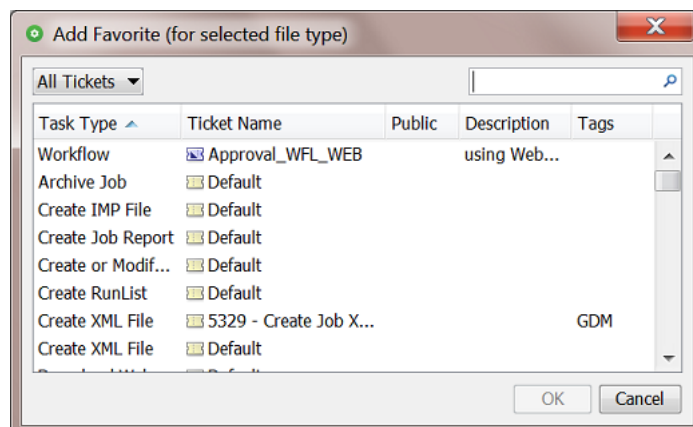 Add Favorite (for selected file type)
All Tickets
Task Type Ticket Name Public Description Tags
Workflow Approval_WFL_WEB using Web...
Archive Job Default
Create IMP File Default
Create Job Report Default
Create or Modif... Default
Create RunList Default
Create XML File 5329 - Create Job X... GDM
Create XML File Default
OK Cancel